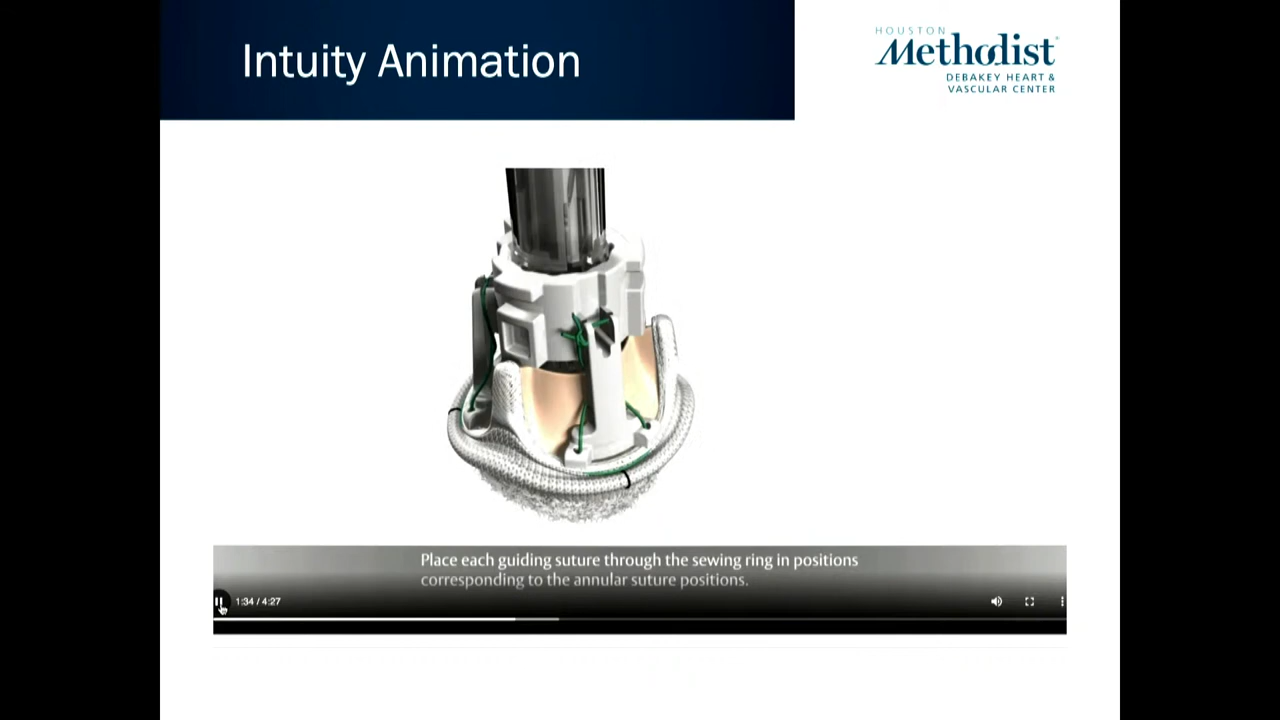 Intuity Animation
HOUSTON
Methodist
DEBAKEY HEART &
VASCULAR CENTER
Place each guiding suture through the sewing ring in positions
corresponding to the annular suture positions.
1:34 / 4:27